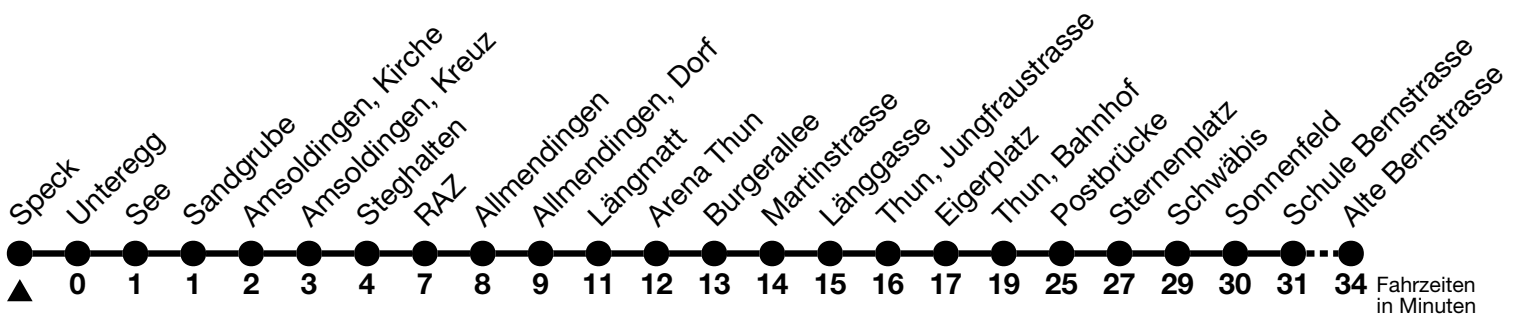 Speck
Unteregg
See
Sandgrube
Amsoldingen, Kirche
Amsoldingen, Kreuz
Steghalten
RAZ
Allmendingen
Allmendingen, Dorf
Längmatt
Arena Thun
Burgerallee
Martinstrasse
Länggasse
Thun, Jungfraustrasse
Eigerplatz
Thun, Bahnhof
Postbrücke
Sternenplatz
Schwäbis
Sonnenfeld
Schule Bernstrasse
Alte Bernstrasse
0 1 1 2 3 4 7 8 9 11 12 13 14 15 16 17 19 25 27 29 30 31 34
Fahrzeiten
in Minuten